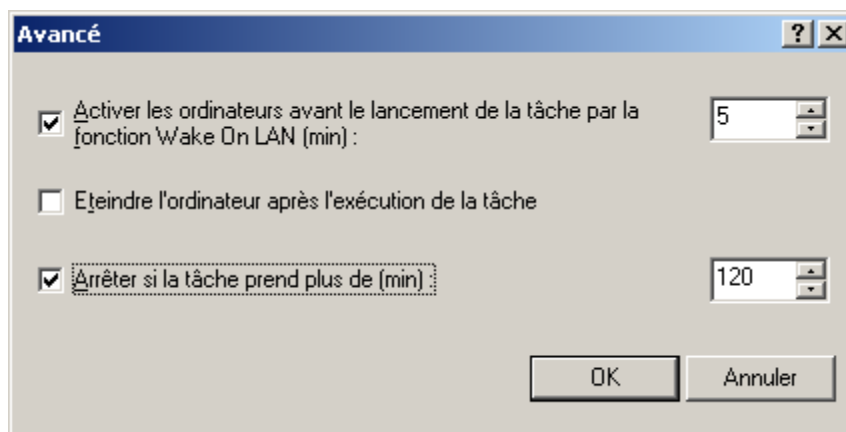 Avancé
Activer les ordinateurs avant le lancement de la tâche par la
fonction Wake On LAN (min) :
5
Eteindre l'ordinateur après l'exécution de la tâche
Arrêter si la tâche prend plus de (min) :
120
OK
Annuler